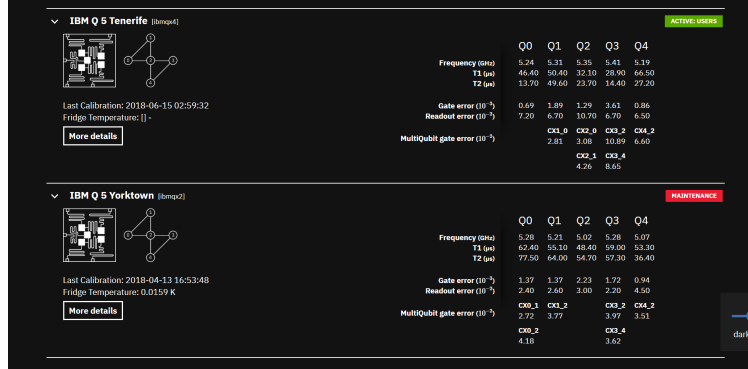 IBM Q 5 Tenerife [ibmqx4]
ACTIVE: USERS
Q0 Q1 Q2 Q3 Q4
Frequency (GHz) 5.24 5.31 5.35 5.41 5.19
T1 (μs) 46.40 50.40 32.10 28.90 66.50
T2 (μs) 13.70 49.60 23.70 14.40 27.20
Last Calibration: 2018-06-15 02:59:32
Gate error (10⁻³) 0.69 1.89 1.29 3.61 0.86
Fridge Temperature: [] -
Readout error (10⁻²) 7.20 6.70 10.70 6.70 6.50
More details
CX1_0 CX2_0 CX3_2 CX4_2
MultiQubit gate error (10⁻²) 2.81 3.08 10.89 6.60
CX2_1 CX3_4
4.26 8.65
IBM Q 5 Yorktown [ibmqx2]
MAINTENANCE
Q0 Q1 Q2 Q3 Q4
Frequency (GHz) 5.28 5.21 5.02 5.28 5.07
T1 (μs) 62.40 55.10 48.40 59.00 53.30
T2 (μs) 77.50 64.00 54.70 57.30 36.40
Last Calibration: 2018-04-13 16:53:48
Gate error (10⁻³) 1.37 1.37 2.23 1.72 0.94
Fridge Temperature: 0.0159 K
Readout error (10⁻²) 2.40 2.60 3.00 2.20 4.50
More details
CX0_1 CX1_2 CX3_2 CX4_2
MultiQubit gate error (10⁻²) 2.72 3.77 3.97 3.51
CX0_2 CX3_4
4.18 3.62
dark